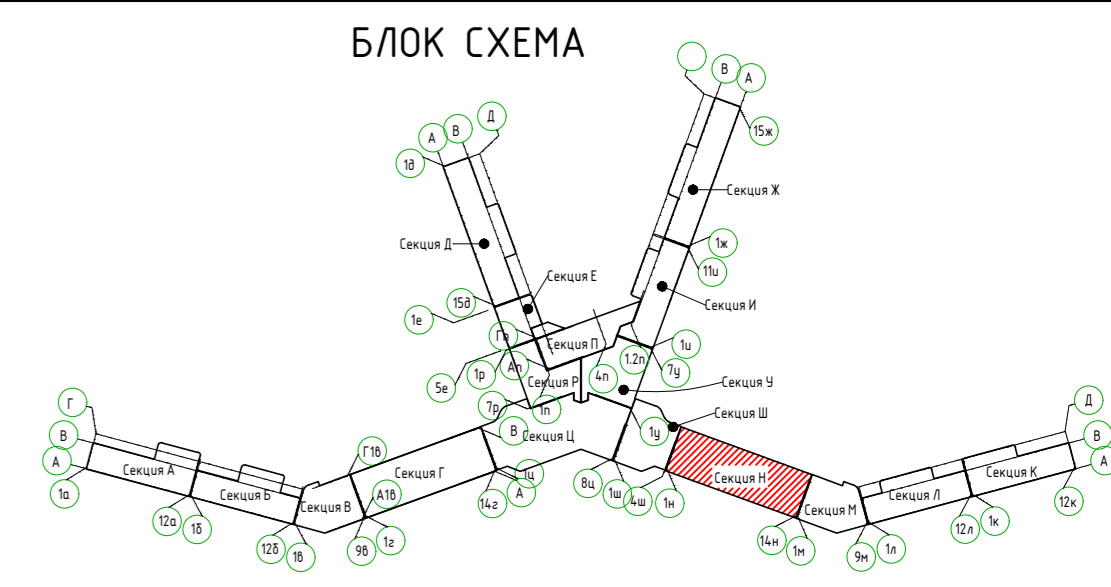 БЛОК СХЕМА
В
А
15ж
Д
В
А
1д
Секция Ж
Секция Д
1ж
11и
Секция Е
Секция И
15д
1е
Гп
Секция П
1и
1.2п
7у
4п
Ап
1р
5е
Секция Р
Секция У
7р
1п
Секция Ш
Г
В
А
1а
Секция А
Секция Б
Секция В
Г1в
Секция Г
В
Секция Ц
1у
1ц
А
14г
8ц
1ш
4ш
1н
Секция Н
Секция М
Секция Л
Секция К
Д
В
А
12а
1б
12б
1в
А1в
9в
1г
14н
1м
9м
1л
12л
1к
12к